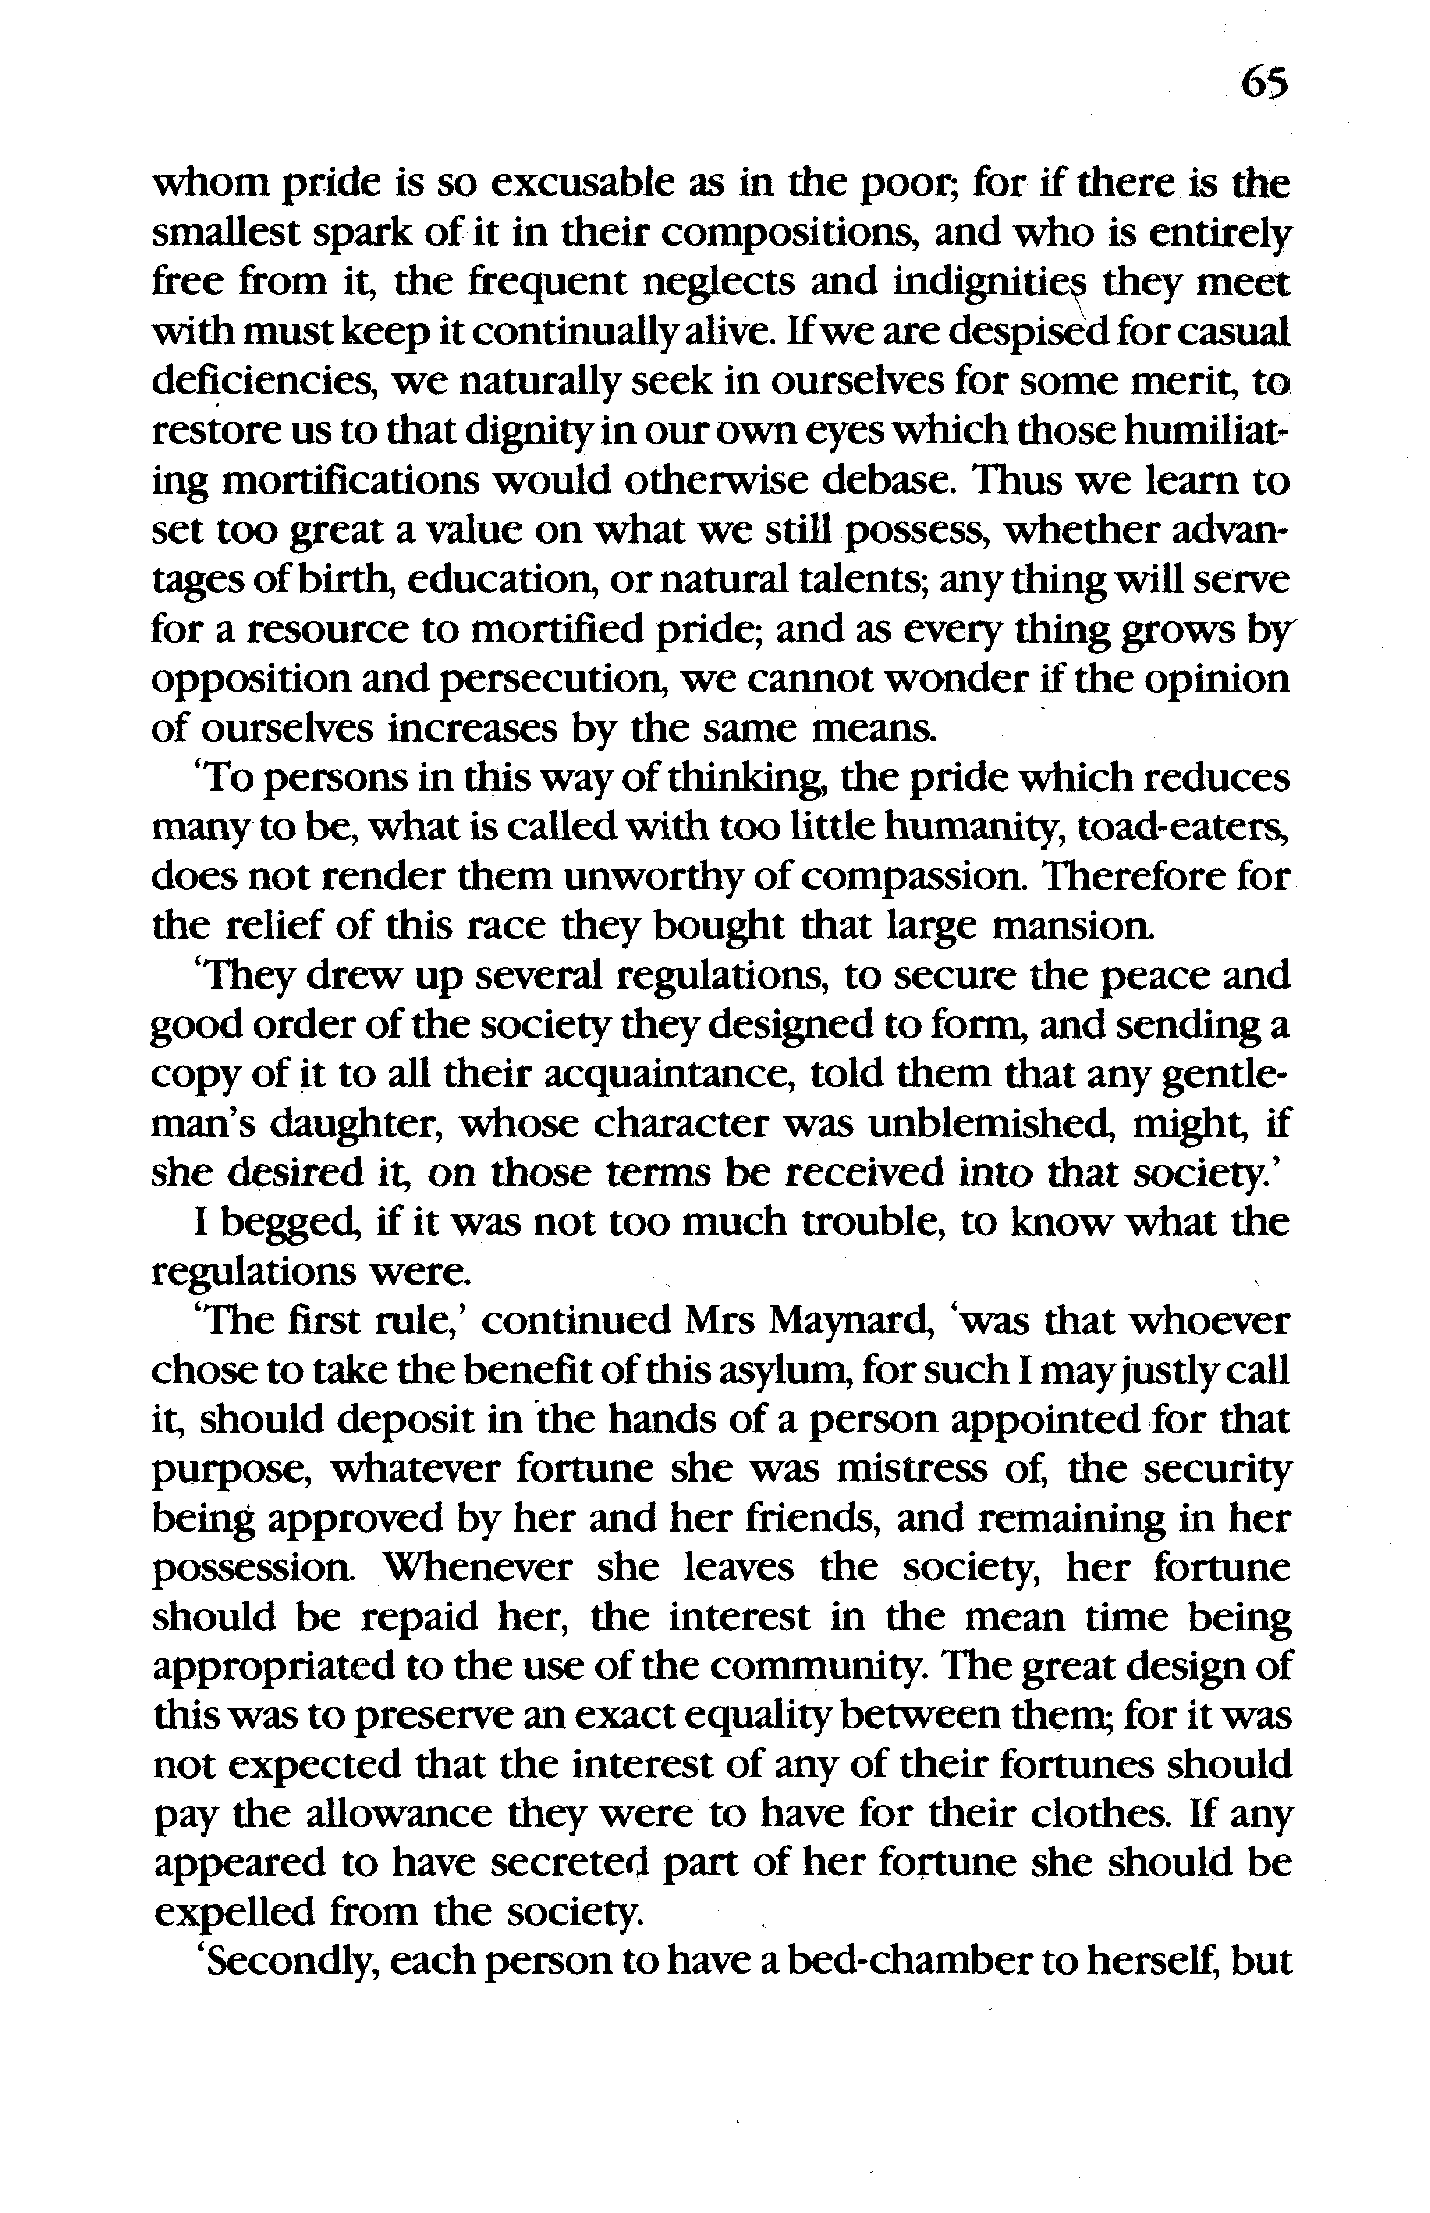 65
whom pride is so excusable as in the poor; for if there is the
smallest spark of it in their compositions, and who is entirely
free from it, the frequent neglects and indignities they meet
with must keep it continually alive. If we are despised for casual
deficiencies, we naturally seek in ourselves for some merit, to
restore us to that dignity in our own eyes which those humiliat-
ing mortifications would otherwise debase. Thus we learn to
set too great a value on what we still possess, whether advan-
tages of birth, education, or natural talents; any thing will serve
for a resource to mortified pride; and as every thing grows by
opposition and persecution, we cannot wonder if the opinion
of ourselves increases by the same means.
‘To persons in this way of thinking, the pride which reduces
many to be, what is called with too little humanity, toad-eaters,
does not render them unworthy of compassion. Therefore for
the relief of this race they bought that large mansion.
‘They drew up several regulations, to secure the peace and
good order of the society they designed to form, and sending a
copy of it to all their acquaintance, told them that any gentle-
man’s daughter, whose character was unblemished, might, if
she desired it, on those terms be received into that society.’
I begged, if it was not too much trouble, to know what the
regulations were.
‘The first rule,’ continued Mrs Maynard, ‘was that whoever
chose to take the benefit of this asylum, for such I may justly call
it, should deposit in the hands of a person appointed for that
purpose, whatever fortune she was mistress of, the security
being approved by her and her friends, and remaining in her
possession. Whenever she leaves the society, her fortune
should be repaid her, the interest in the mean time being
appropriated to the use of the community. The great design of
this was to preserve an exact equality between them; for it was
not expected that the interest of any of their fortunes should
pay the allowance they were to have for their clothes. If any
appeared to have secreted part of her fortune she should be
expelled from the society.
‘Secondly, each person to have a bed-chamber to herself, but